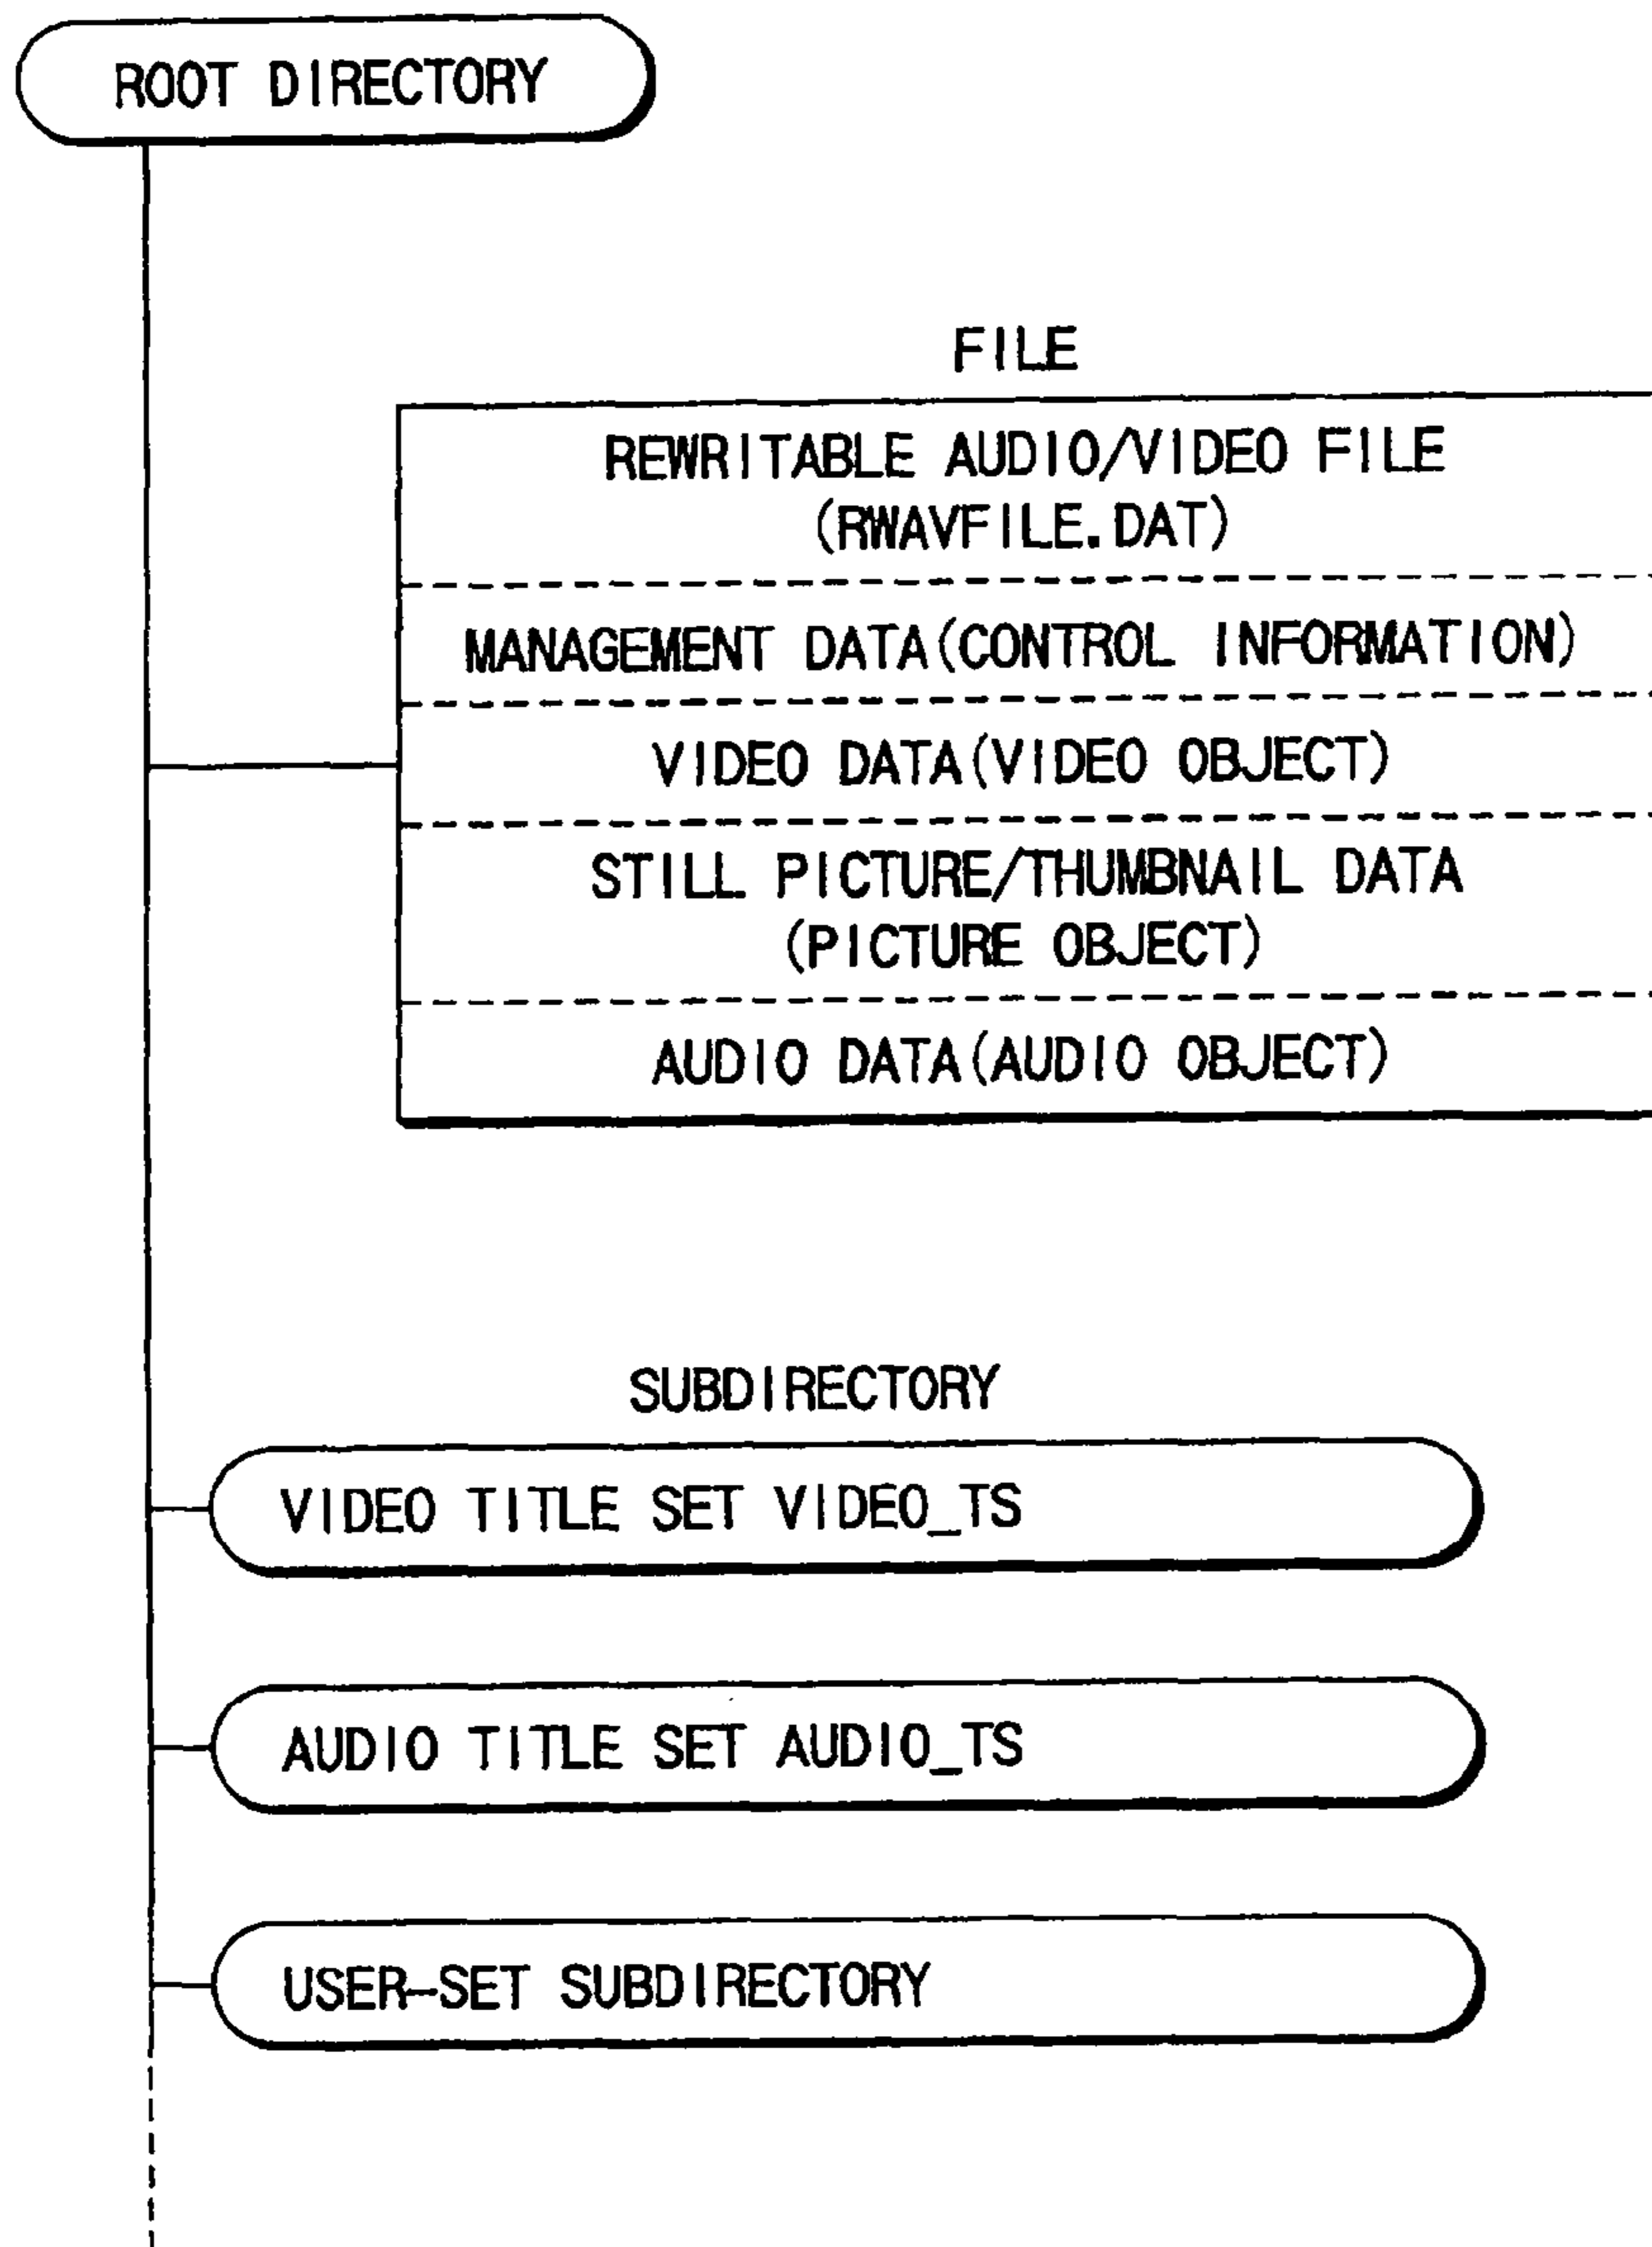 ROOT DIRECTORY
FILE
REWRITABLE AUDIO/VIDEO FILE
(RWAVFILE.DAT)
MANAGEMENT DATA(CONTROL INFORMATION)
VIDEO DATA(VIDEO OBJECT)
STILL PICTURE/THUMBNAIL DATA
(PICTURE OBJECT)
AUDIO DATA(AUDIO OBJECT)
SUBDIRECTORY
VIDEO TITLE SET VIDEO_TS
AUDIO TITLE SET AUDIO_TS
USER-SET SUBDIRECTORY